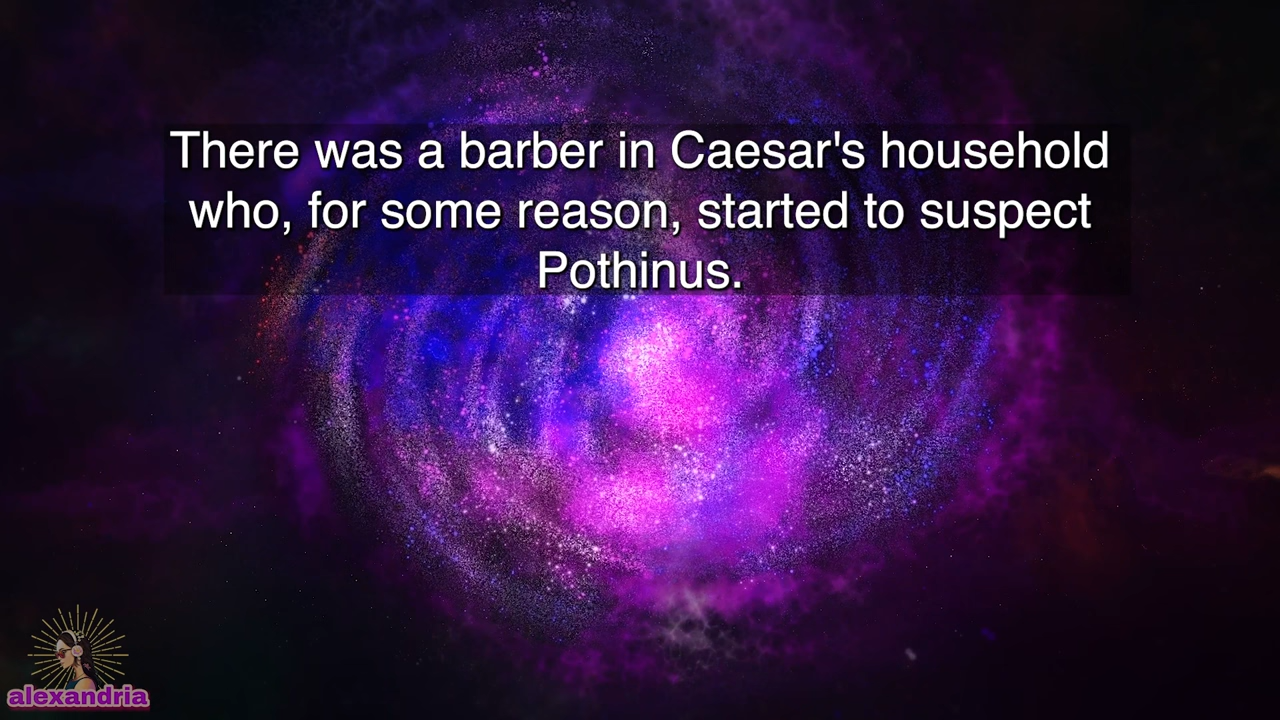 There was a barber in Caesar's household
who, for some reason, started to suspect
Pothinus.
alexandria